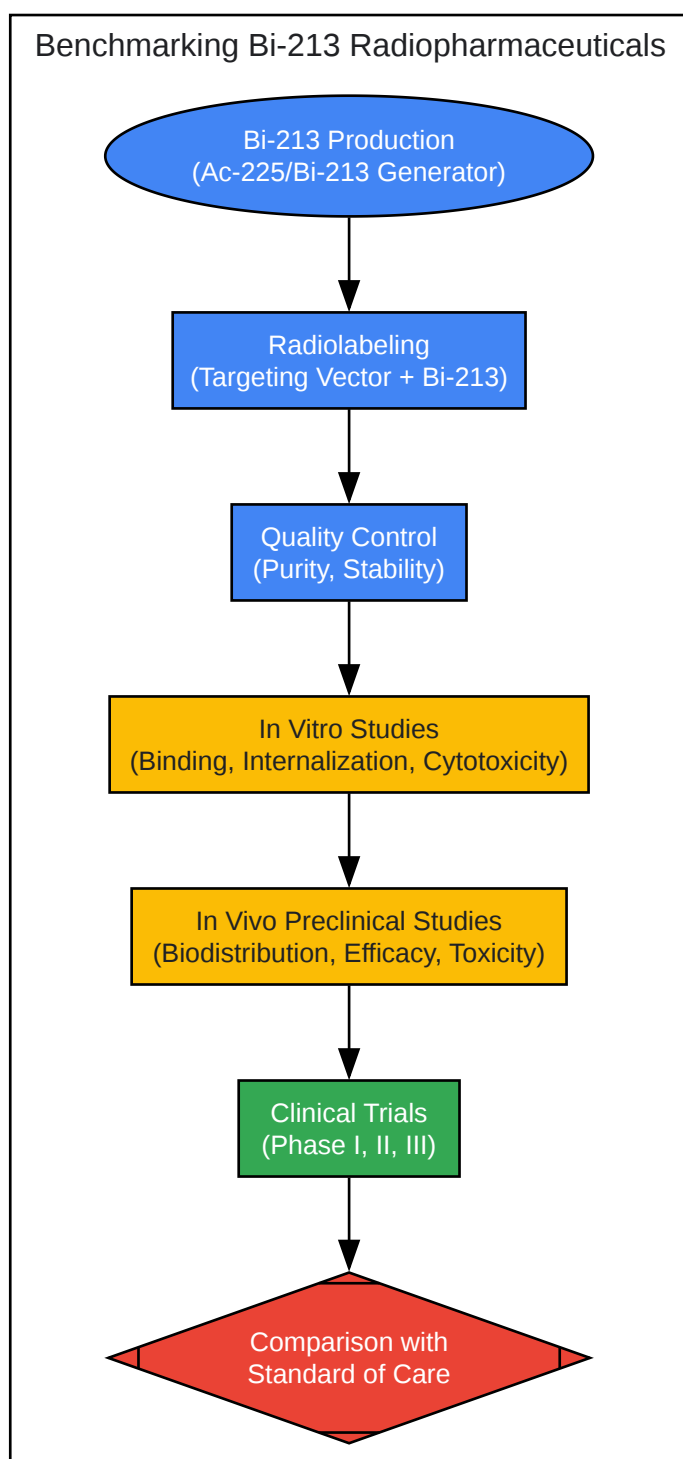 Benchmarking Bi-213 Radiopharmaceuticals
Bi-213 Production
(Ac-225/Bi-213 Generator)
Radiolabeling
(Targeting Vector + Bi-213)
Quality Control
(Purity, Stability)
In Vitro Studies
(Binding, Internalization, Cytotoxicity)
In Vivo Preclinical Studies
(Biodistribution, Efficacy, Toxicity)
Clinical Trials
(Phase I, II, III)
Comparison with
Standard of Care